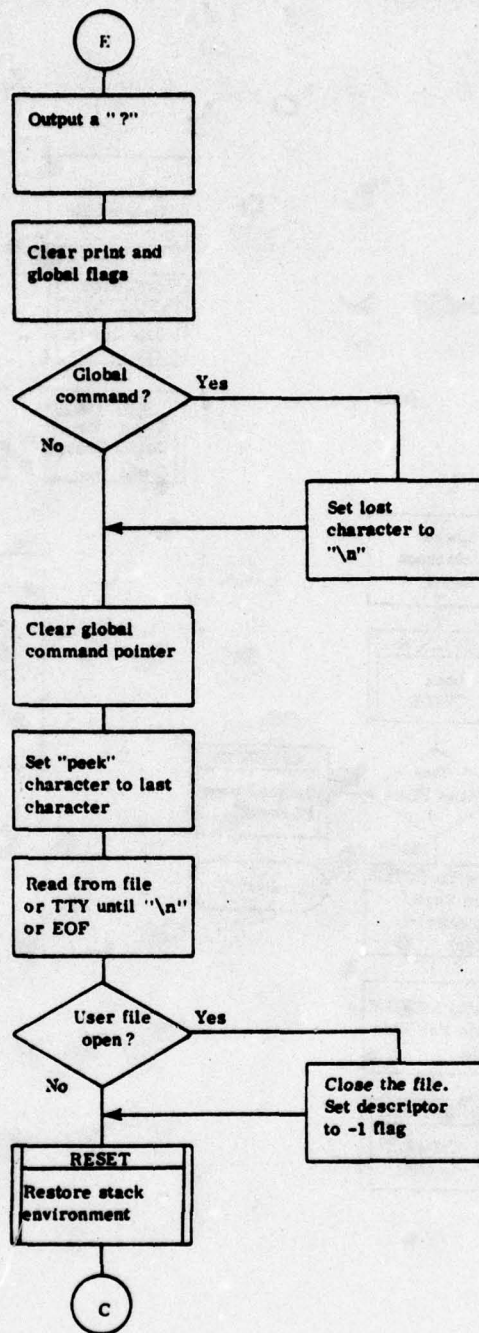 E
Output a "?"
Clear print and
global flags
Global
command?
Yes
No
Set lost
character to
"\n"
Clear global
command pointer
Set "peek"
character to last
character
Read from file
or TTY until "\n"
or EOF
User file
open?
Yes
No
Close the file.
Set descriptor
to -1 flag
RESET
Restore stack
environment
C